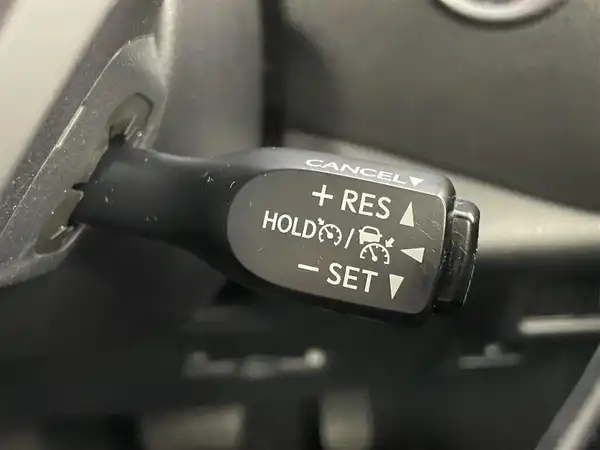 CANCEL▼
+ RES ▲
HOLD / ◀
− SET ▼